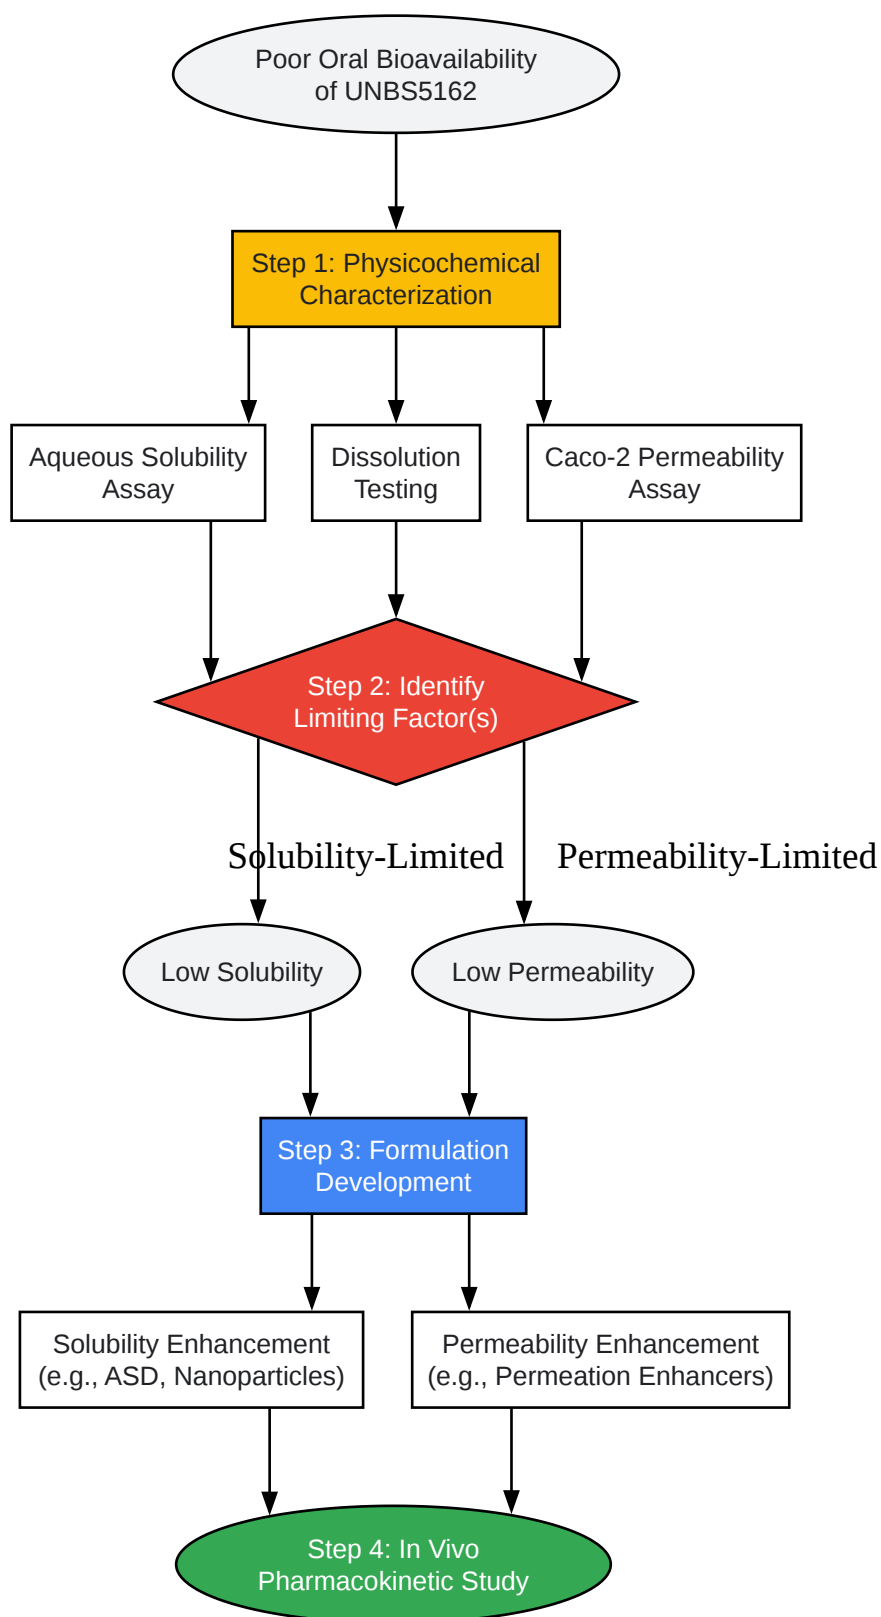 Poor Oral Bioavailability
of UNBS5162
Step 1: Physicochemical
Characterization
Aqueous Solubility
Assay
Dissolution
Testing
Caco-2 Permeability
Assay
Step 2: Identify
Limiting Factor(s)
Solubility-Limited
Permeability-Limited
Low Solubility
Low Permeability
Step 3: Formulation
Development
Solubility Enhancement
(e.g., ASD, Nanoparticles)
Permeability Enhancement
(e.g., Permeation Enhancers)
Step 4: In Vivo
Pharmacokinetic Study